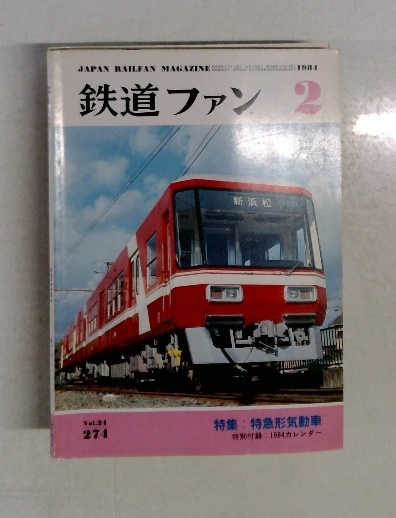 JAPAN RAILFAN MAGAZINE 1984
鉄道ファン 2
新浜松
Vol.24
274
特集:特急形気動車
特別付録:1984カレンダー